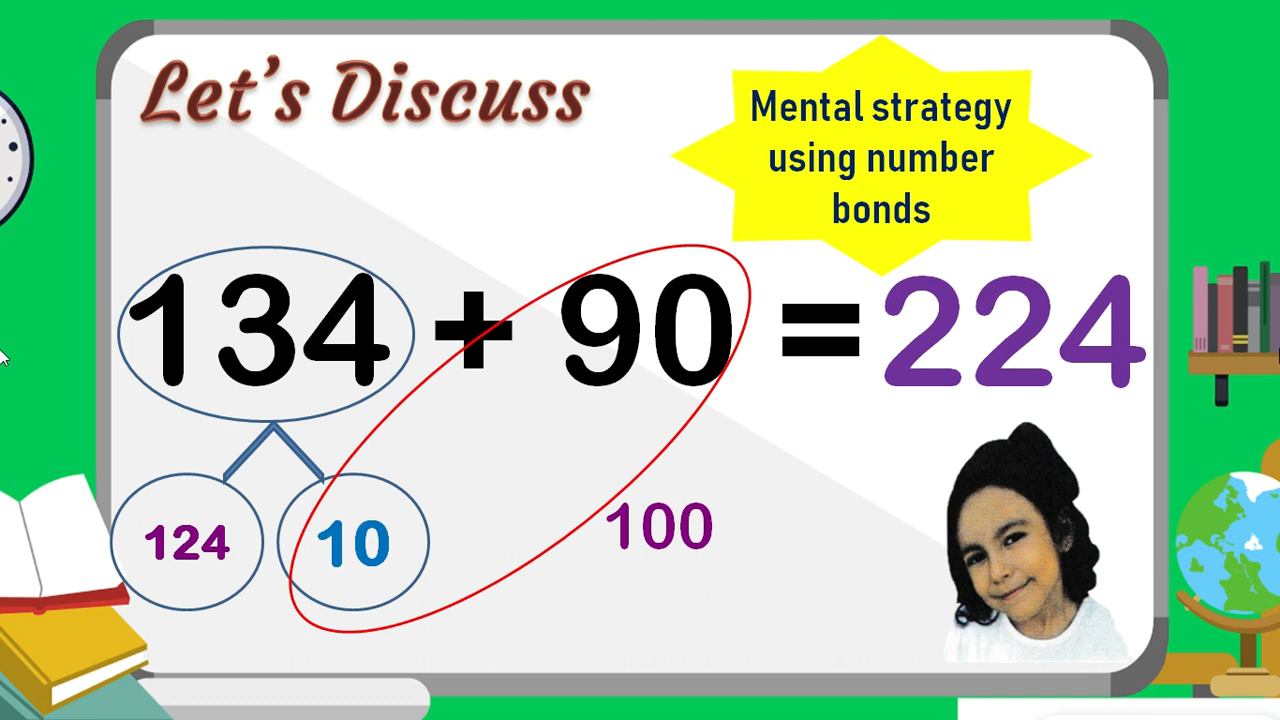 Let's Discuss
Mental strategy
using number
bonds
134 + 90 = 224
124 10 100